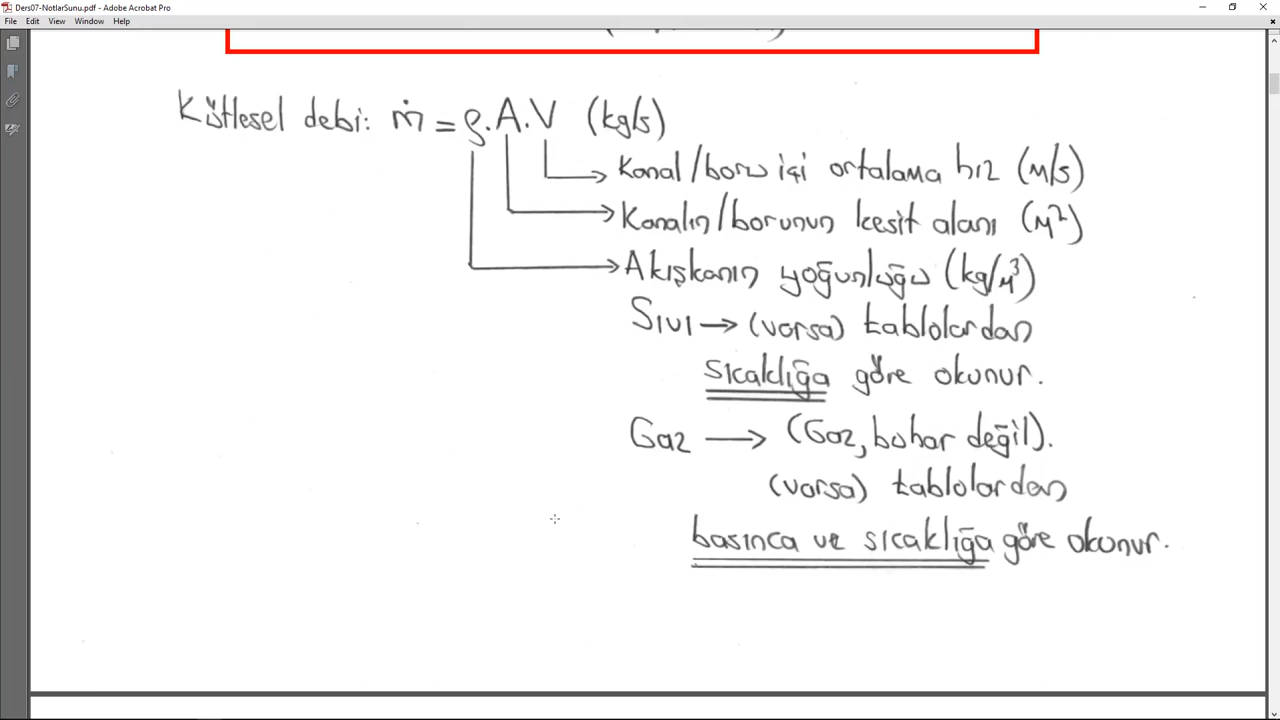 Ders07-NotlarSunu.pdf - Adobe Acrobat Pro
File Edit View Window Help
Kütlesel debi: ṁ = ρ.A.V (kg/s)
Kanal/boru içi ortalama hız (m/s)
Kanalın/borunun kesit alanı (m²)
Akışkanın yoğunluğu (kg/m³)
Sıvı → (varsa) tablolardan
sıcaklığa göre okunur.
Gaz → (Gaz, buhar değil).
(varsa) tablolardan
basınca ve sıcaklığa göre okunur.